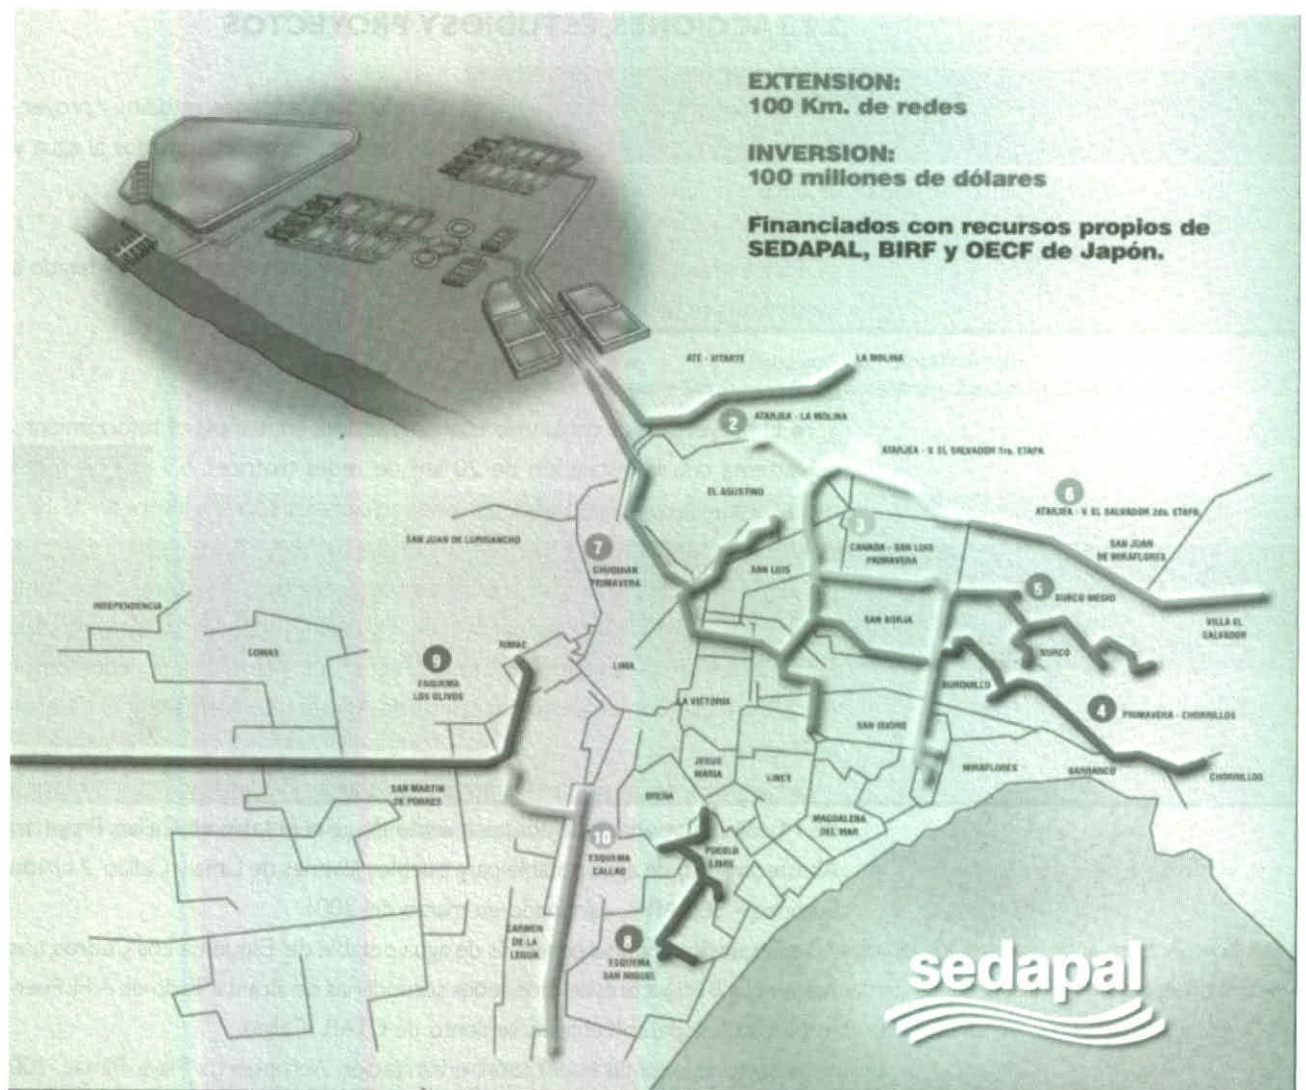 EXTENSION:
100 Km. de redes
INVERSION:
100 millones de dólares
Financiados con recursos propios de
SEDAPAL, BIRF y OECF de Japón.
ATE - VITARTE
LA MOLINA
2
ATARJEA - LA MOLINA
ATARJEA - V. EL SALVADOR 1ra. ETAPA
EL AGUSTINO
6
ATARJEA - V. EL SALVADOR 2da. ETAPA
SAN JUAN DE LURIGANCHO
3
CANADA - SAN LUIS
PRIMAVERA
SAN JUAN
DE MIRAFLORES
7
CHUQUIAN
PRIMAVERA
SAN LUIS
5
SURCO MEDIO
INDEPENDENCIA
SAN BORJA
VILLA EL
SALVADOR
COMAS
RIMAC
LIMA
SURCO
9
ESQUEMA
LOS OLIVOS
SURQUILLO
LA VICTORIA
4
PRIMAVERA - CHORRILLOS
SAN ISIDRO
JESUS
MARIA
LINCE
MIRAFLORES
BARRANCO
CHORRILLOS
SAN MARTIN
DE PORRES
BREÑA
MAGDALENA
DEL MAR
10
ESQUEMA
CALLAO
PUEBLO
LIBRE
CARMEN
DE LA
LEGUA
8
ESQUEMA
SAN MIGUEL
sedapal